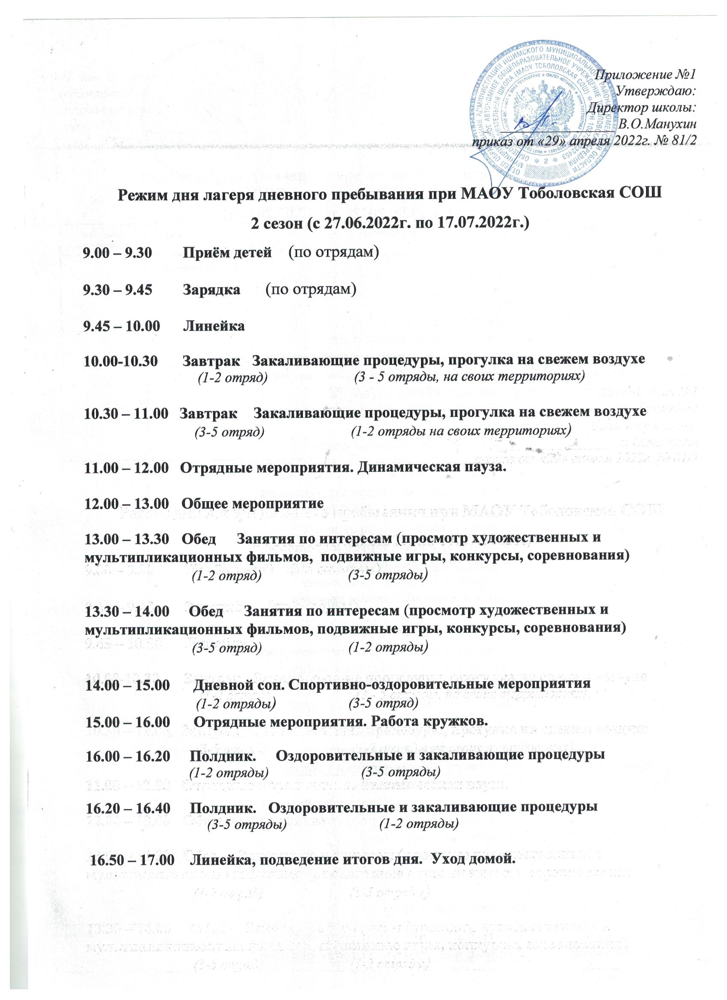 Приложение №1
Утверждаю:
Директор школы:
В.О.Манухин
приказ от «29» апреля 2022г. № 81/2
Режим дня лагеря дневного пребывания при МАОУ Тоболовская СОШ
2 сезон (с 27.06.2022г. по 17.07.2022г.)
9.00 – 9.30 Приём детей (по отрядам)
9.30 – 9.45 Зарядка (по отрядам)
9.45 – 10.00 Линейка
10.00-10.30 Завтрак Закаливающие процедуры, прогулка на свежем воздухе
(1-2 отряд) (3 - 5 отряды, на своих территориях)
10.30 – 11.00 Завтрак Закаливающие процедуры, прогулка на свежем воздухе
(3-5 отряд) (1-2 отряды на своих территориях)
11.00 – 12.00 Отрядные мероприятия. Динамическая пауза.
12.00 – 13.00 Общее мероприятие
13.00 – 13.30 Обед Занятия по интересам (просмотр художественных и
мультипликационных фильмов, подвижные игры, конкурсы, соревнования)
(1-2 отряд) (3-5 отряды)
13.30 – 14.00 Обед Занятия по интересам (просмотр художественных и
мультипликационных фильмов, подвижные игры, конкурсы, соревнования)
(3-5 отряд) (1-2 отряды)
14.00 – 15.00 Дневной сон. Спортивно-оздоровительные мероприятия
(1-2 отряды) (3-5 отряд)
15.00 – 16.00 Отрядные мероприятия. Работа кружков.
16.00 – 16.20 Полдник. Оздоровительные и закаливающие процедуры
(1-2 отряды) (3-5 отряды)
16.20 – 16.40 Полдник. Оздоровительные и закаливающие процедуры
(3-5 отряды) (1-2 отряды)
16.50 – 17.00 Линейка, подведение итогов дня. Уход домой.